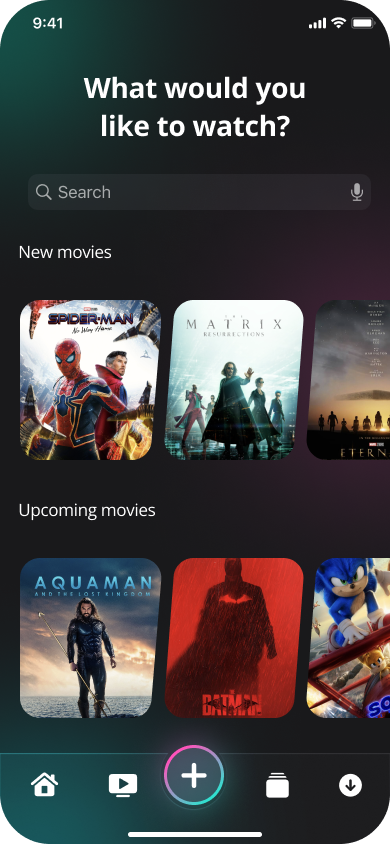 9:41
What would you
like to watch?
Search
New movies
SPIDER-MAN
No Way Home
THE
MATRIX
RESURRECTIONS
ETERN
Upcoming movies
AQUAMAN
AND THE LOST KINGDOM
THE
BATMAN
SO